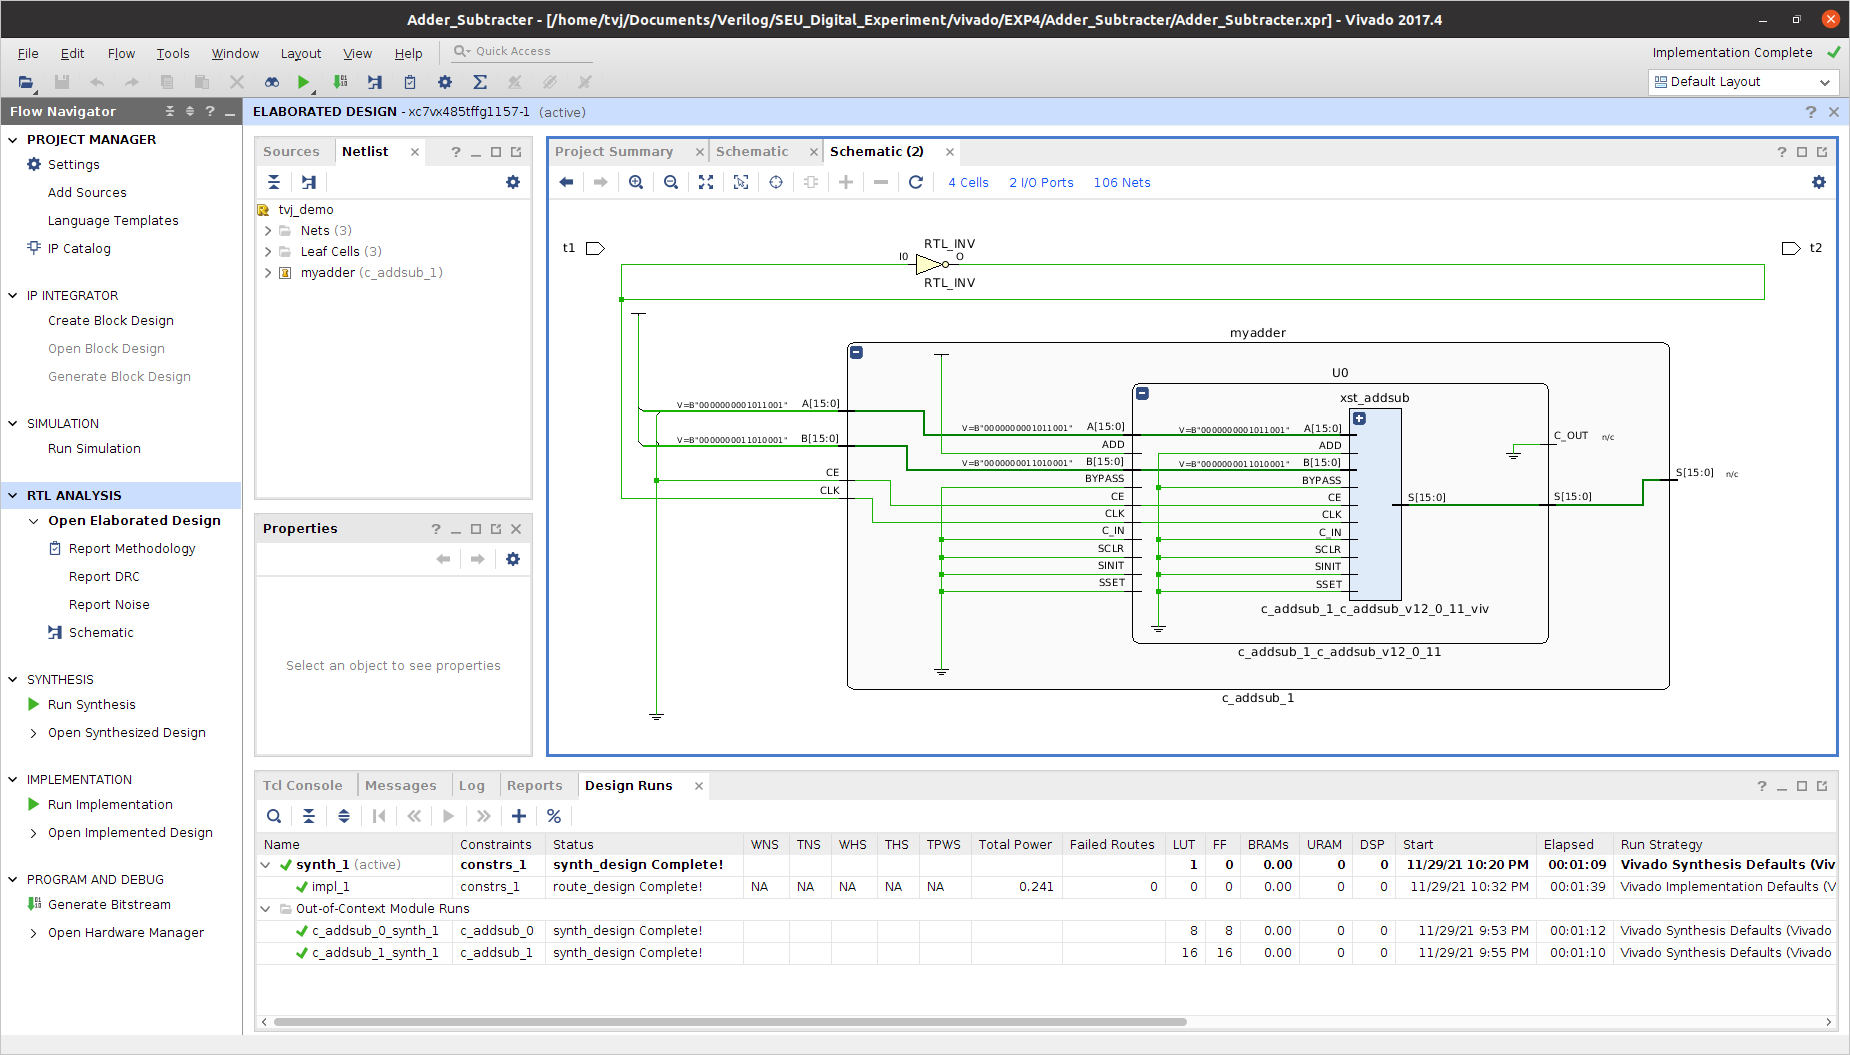 Adder_Subtracter - [/home/tvj/Documents/Verilog/SEU_Digital_Experiment/vivado/EXP4/Adder_Subtracter/Adder_Subtracter.xpr] - Vivado 2017.4
File Edit Flow Tools Window Layout View Help Quick Access
Implementation Complete
Default Layout
Flow Navigator
ELABORATED DESIGN - xc7vx485tffg1157-1 (active)
PROJECT MANAGER
Settings
Add Sources
Language Templates
IP Catalog
IP INTEGRATOR
Create Block Design
Open Block Design
Generate Block Design
SIMULATION
Run Simulation
RTL ANALYSIS
Open Elaborated Design
Report Methodology
Report DRC
Report Noise
Schematic
SYNTHESIS
Run Synthesis
Open Synthesized Design
IMPLEMENTATION
Run Implementation
Open Implemented Design
PROGRAM AND DEBUG
Generate Bitstream
Open Hardware Manager
Sources Netlist
tvj_demo
Nets (3)
Leaf Cells (3)
myadder (c_addsub_1)
Properties
Select an object to see properties
Project Summary Schematic Schematic (2)
4 Cells 2 I/O Ports 106 Nets
t1
RTL_INV
I0
O
RTL_INV
t2
myadder
U0
xst_addsub
V=B"0000000001011001" A[15:0]
V=B"0000000011010001" B[15:0]
CE
CLK
V=B"0000000001011001" A[15:0]
ADD
V=B"0000000011010001" B[15:0]
BYPASS
CE
CLK
C_IN
SCLR
SINIT
SSET
V=B"0000000001011001" A[15:0]
ADD
V=B"0000000011010001" B[15:0]
BYPASS
CE
CLK
C_IN
SCLR
SINIT
SSET
S[15:0]
C_OUT n/c
S[15:0]
S[15:0] n/c
c_addsub_1_c_addsub_v12_0_11_viv
c_addsub_1_c_addsub_v12_0_11
c_addsub_1
Tcl Console Messages Log Reports Design Runs
Name Constraints Status WNS TNS WHS THS TPWS Total Power Failed Routes LUT FF BRAMs URAM DSP Start Elapsed Run Strategy
synth_1 (active) constrs_1 synth_design Complete! 1 0 0.00 0 0 11/29/21 10:20 PM 00:01:09 Vivado Synthesis Defaults (Viv
impl_1 constrs_1 route_design Complete! NA NA NA NA NA 0.241 0 0 0 0.00 0 0 11/29/21 10:32 PM 00:01:39 Vivado Implementation Defaults (V
Out-of-Context Module Runs
c_addsub_0_synth_1 c_addsub_0 synth_design Complete! 8 8 0.00 0 0 11/29/21 9:53 PM 00:01:12 Vivado Synthesis Defaults (Vivado
c_addsub_1_synth_1 c_addsub_1 synth_design Complete! 16 16 0.00 0 0 11/29/21 9:55 PM 00:01:10 Vivado Synthesis Defaults (Vivado